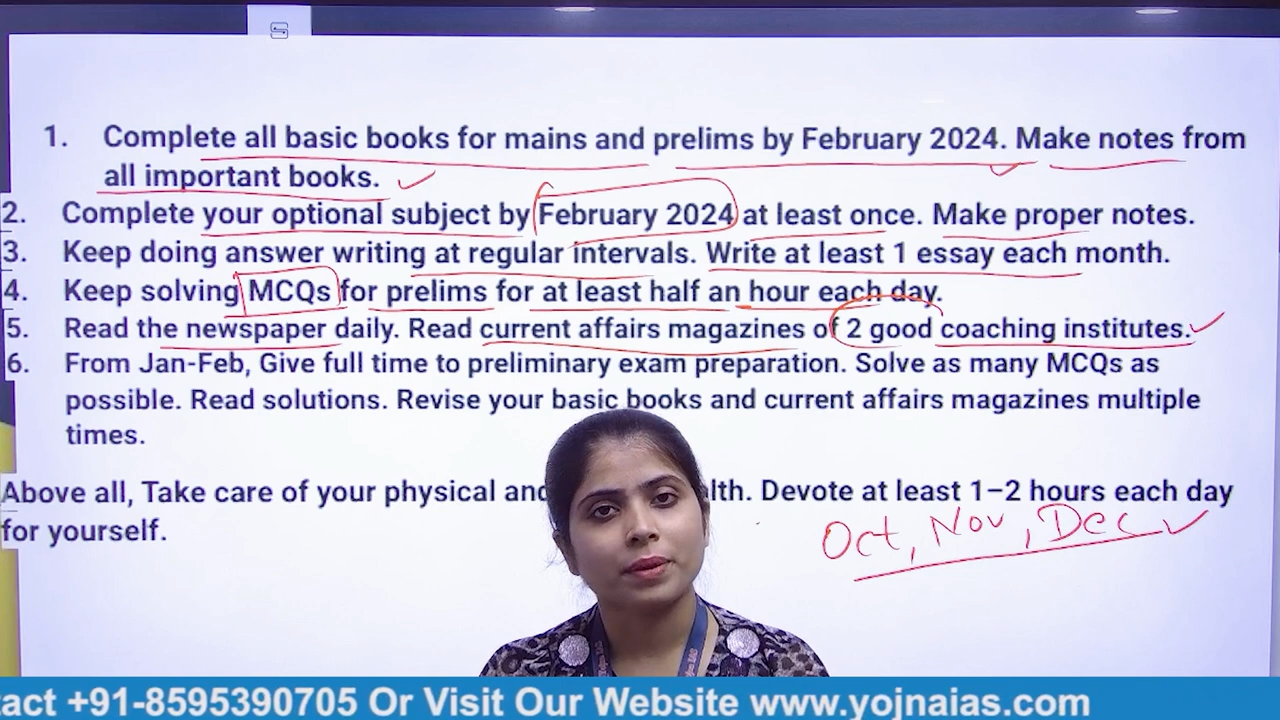 1. Complete all basic books for mains and prelims by February 2024. Make notes from
all important books.
2. Complete your optional subject by February 2024 at least once. Make proper notes.
3. Keep doing answer writing at regular intervals. Write at least 1 essay each month.
4. Keep solving MCQs for prelims for at least half an hour each day.
5. Read the newspaper daily. Read current affairs magazines of 2 good coaching institutes.
6. From Jan-Feb, Give full time to preliminary exam preparation. Solve as many MCQs as
possible. Read solutions. Revise your basic books and current affairs magazines multiple
times.
Above all, Take care of your physical and lth. Devote at least 1–2 hours each day
for yourself.
Oct, Nov, Dec
tact +91-8595390705 Or Visit Our Website www.yojnaias.com